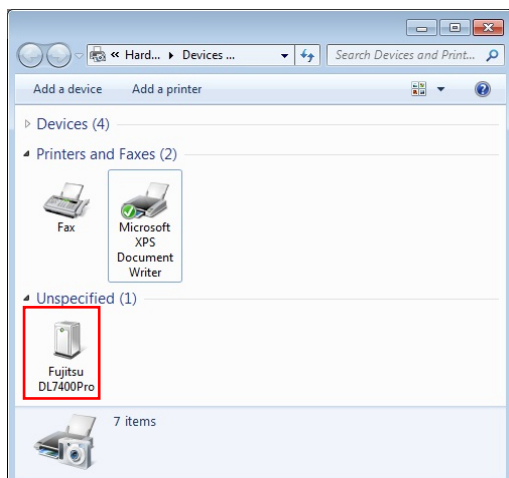 « Hard... Devices ...
Search Devices and Print...
Add a device Add a printer
Devices (4)
Printers and Faxes (2)
Fax
Microsoft
XPS
Document
Writer
Unspecified (1)
Fujitsu
DL7400Pro
7 items